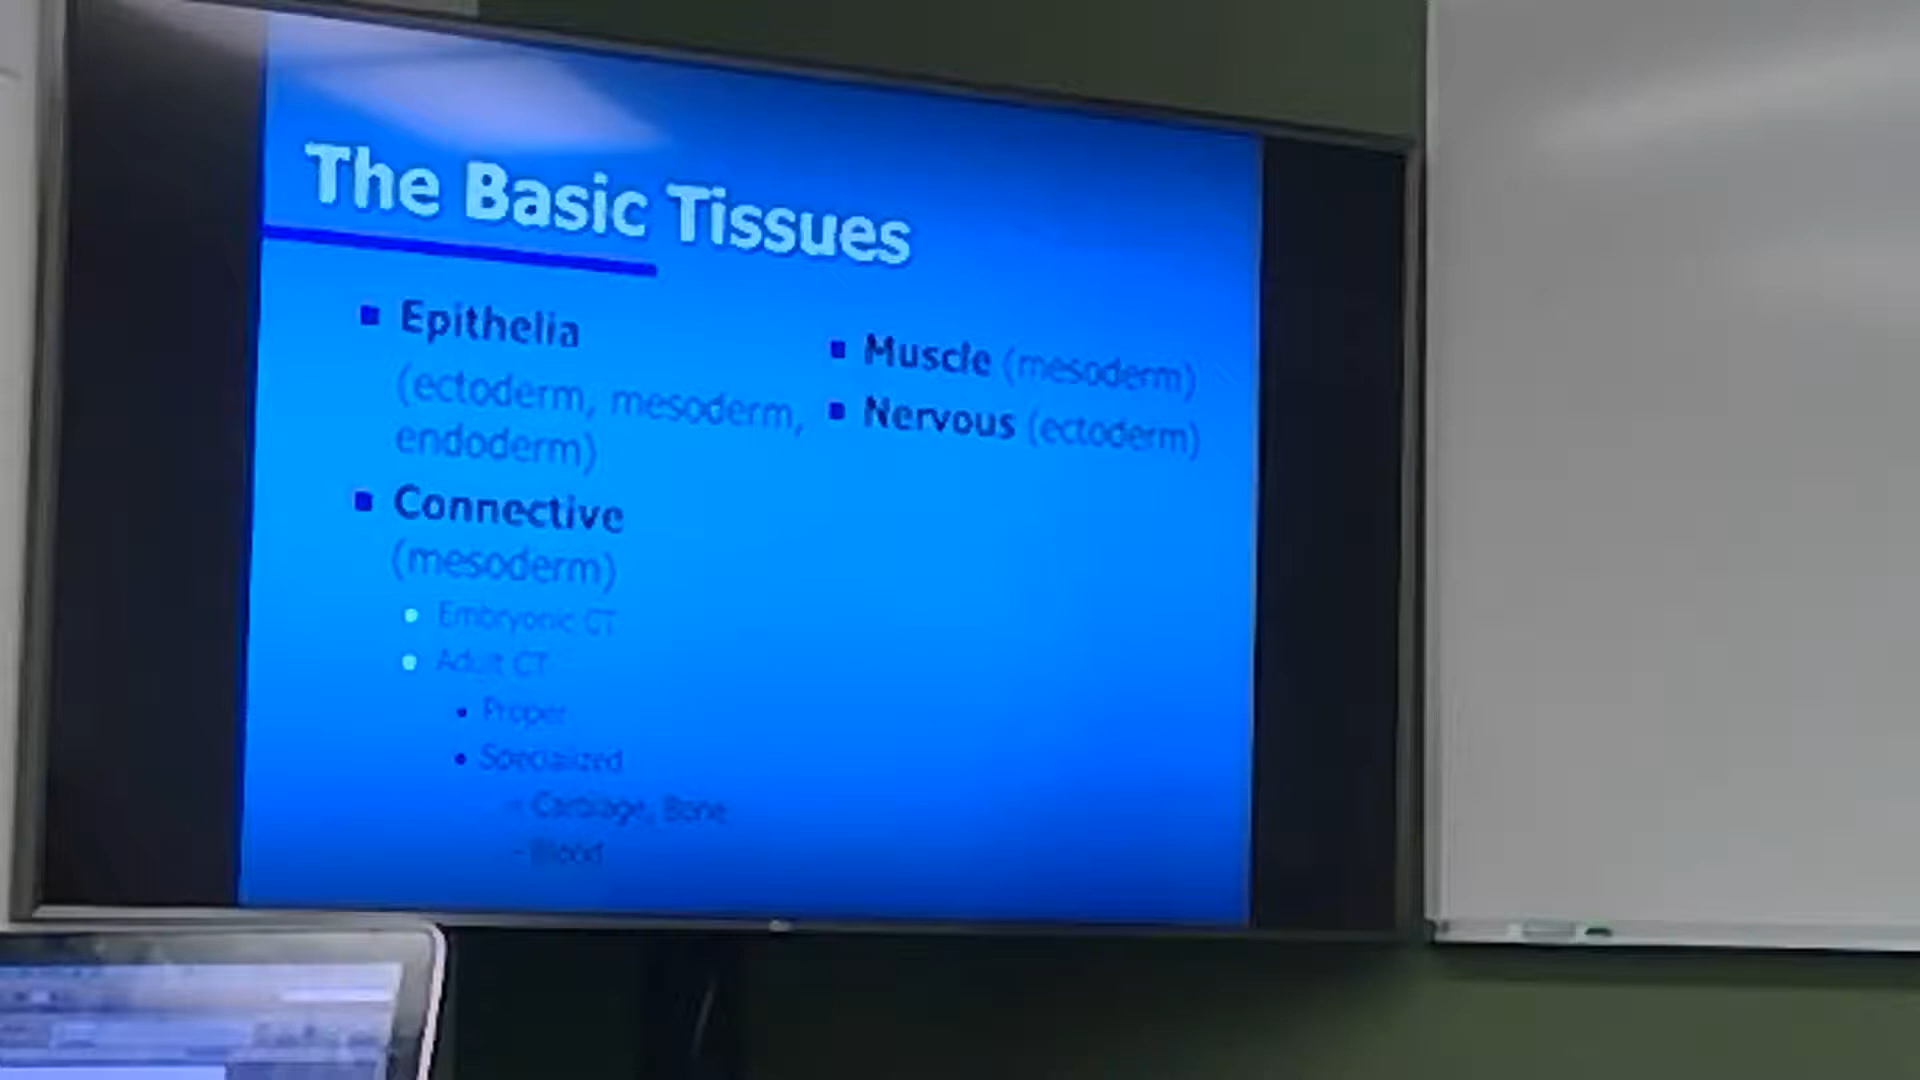 The Basic Tissues
Epithelia
(ectoderm, mesoderm,
endoderm)
Connective
(mesoderm)
Embryonic CT
Adult CT
Proper
Specialized
- Cartilage, Bone
- Blood
Muscle (mesoderm)
Nervous (ectoderm)